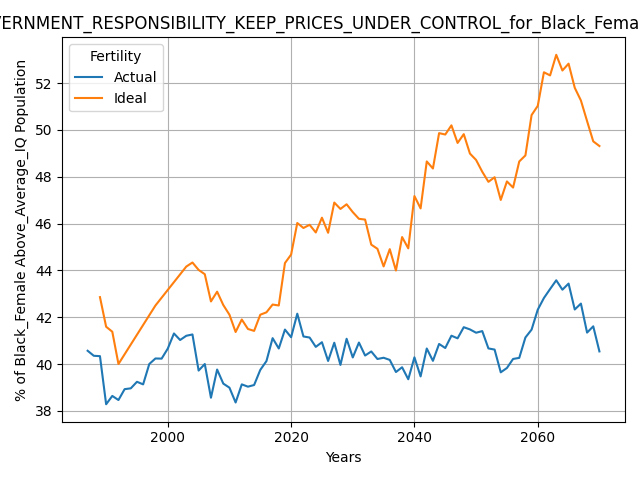 VERNMENT_RESPONSIBILITY_KEEP_PRICES_UNDER_CONTROL_for_Black_Fema
Fertility
Actual
Ideal
% of Black_Female Above_Average_IQ Population
52
50
48
46
44
42
40
38
2000
2020
2040
2060
Years